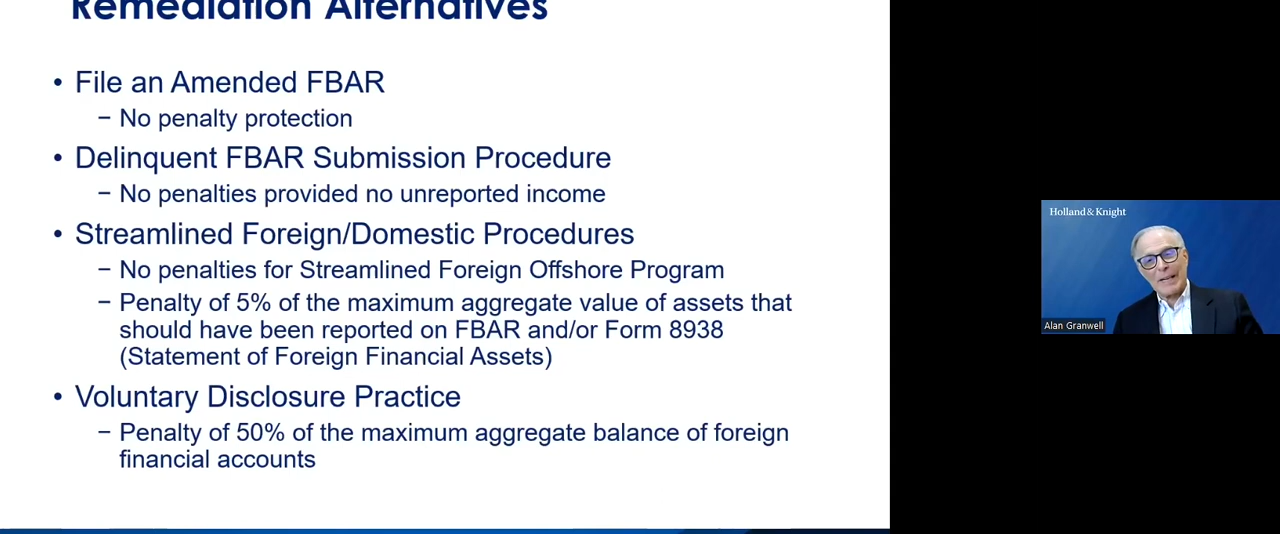 Remediation Alternatives
• File an Amended FBAR
− No penalty protection
• Delinquent FBAR Submission Procedure
− No penalties provided no unreported income
• Streamlined Foreign/Domestic Procedures
− No penalties for Streamlined Foreign Offshore Program
− Penalty of 5% of the maximum aggregate value of assets that
should have been reported on FBAR and/or Form 8938
(Statement of Foreign Financial Assets)
• Voluntary Disclosure Practice
− Penalty of 50% of the maximum aggregate balance of foreign
financial accounts
Holland & Knight
Alan Granwell